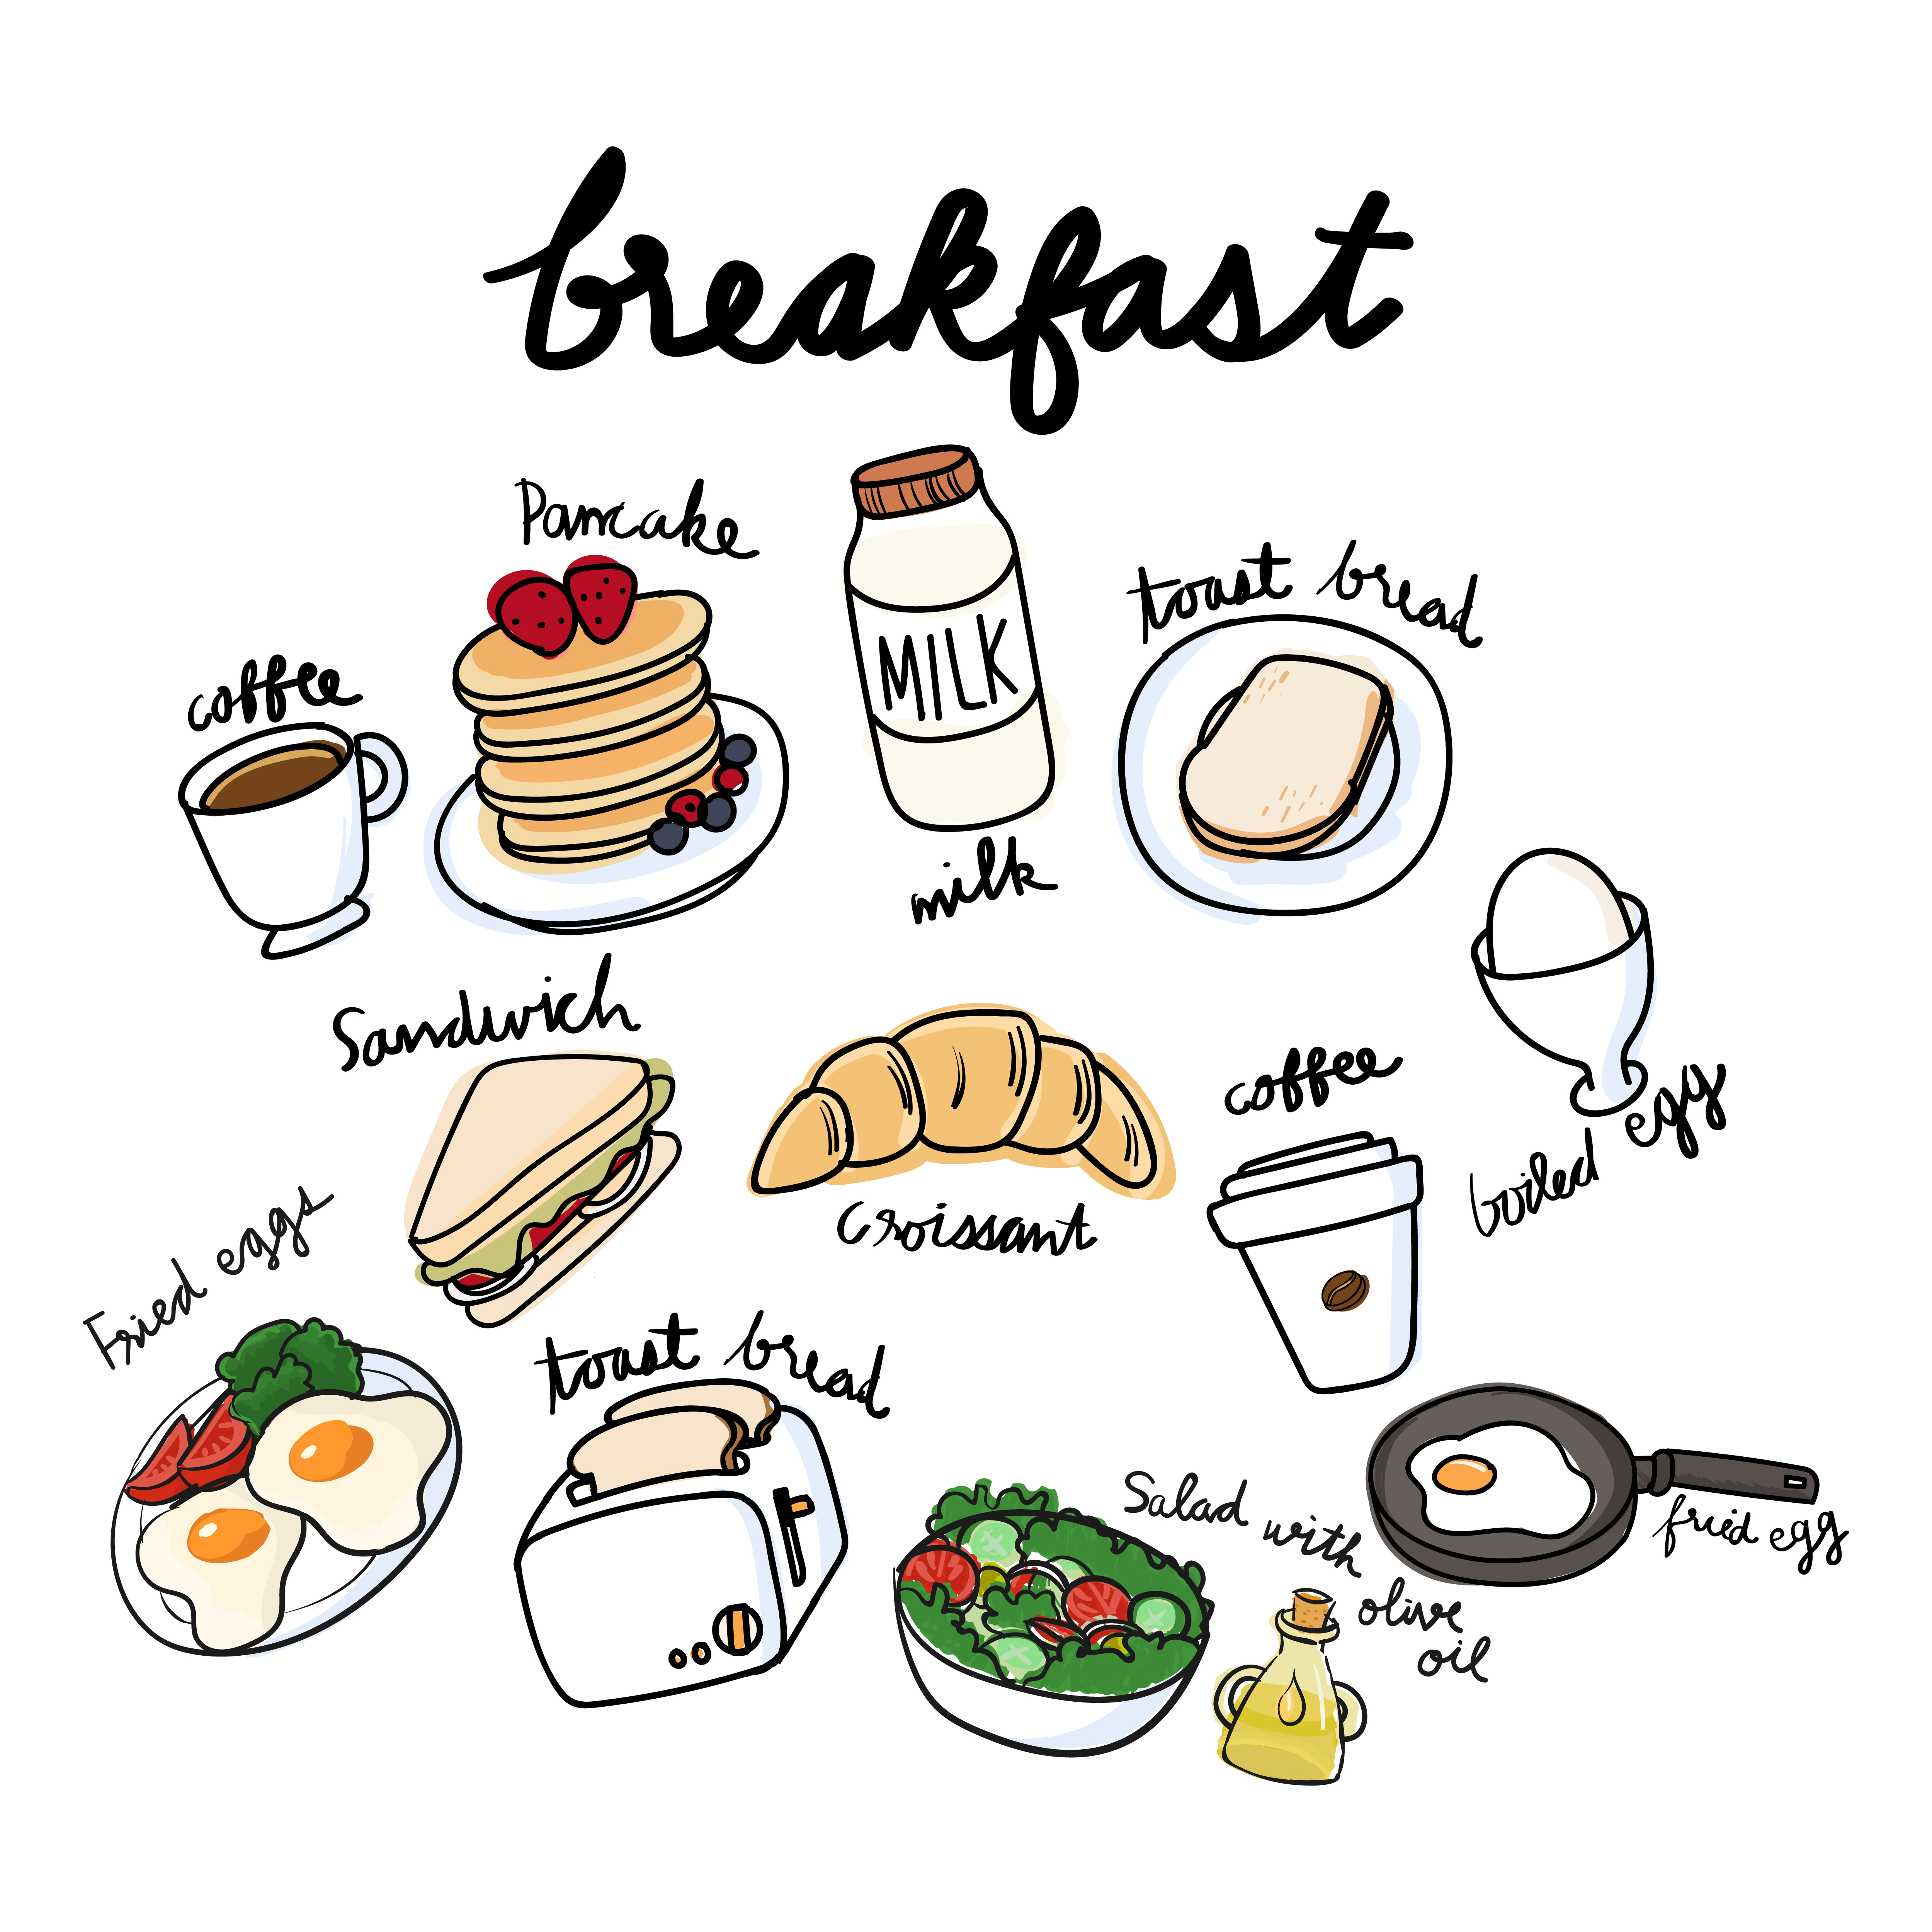 breakfast
Pancake
MILK
toast bread
coffee
milk
Sandwich
coffee
boiled egg
Croissant
Fried eggs
toast bread
Salad with
olive
oil
fried egg